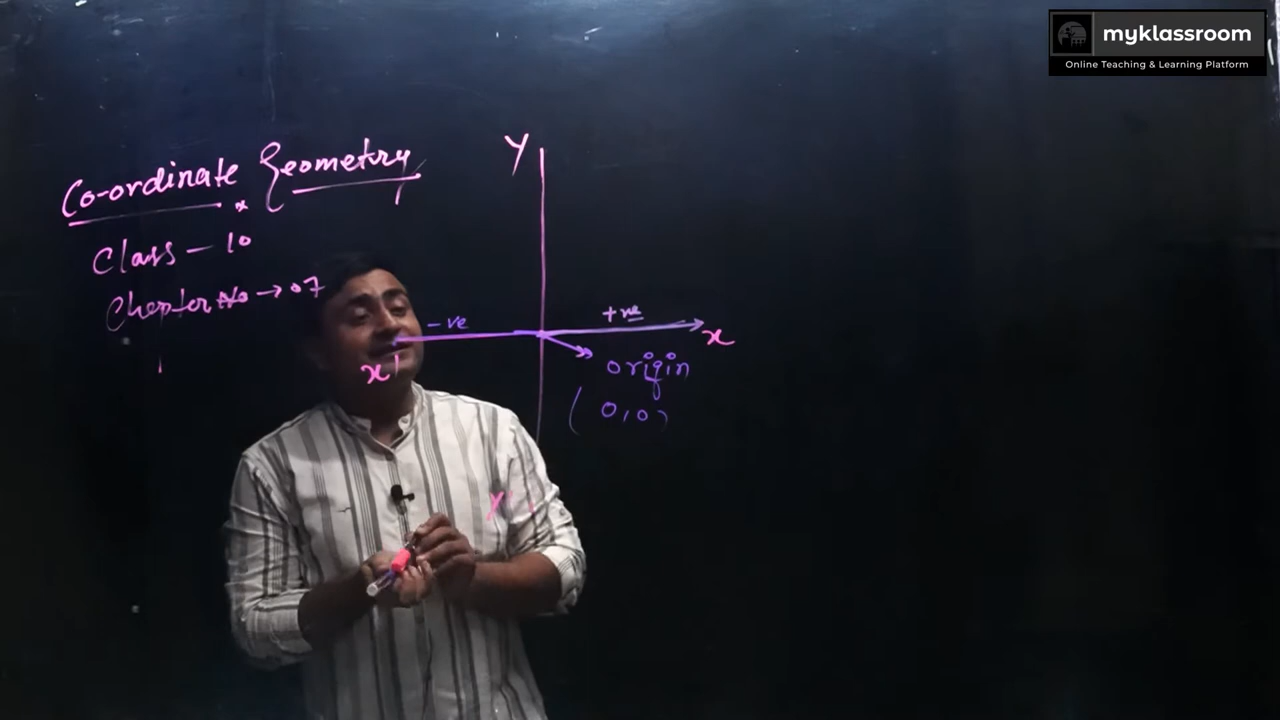 myklassroom
Online Teaching & Learning Platform
Co-ordinate Geometry
Class - 10
Chapter No → 07
Y
-ve
+ve
x
x'
origin
(0,0)
Y'